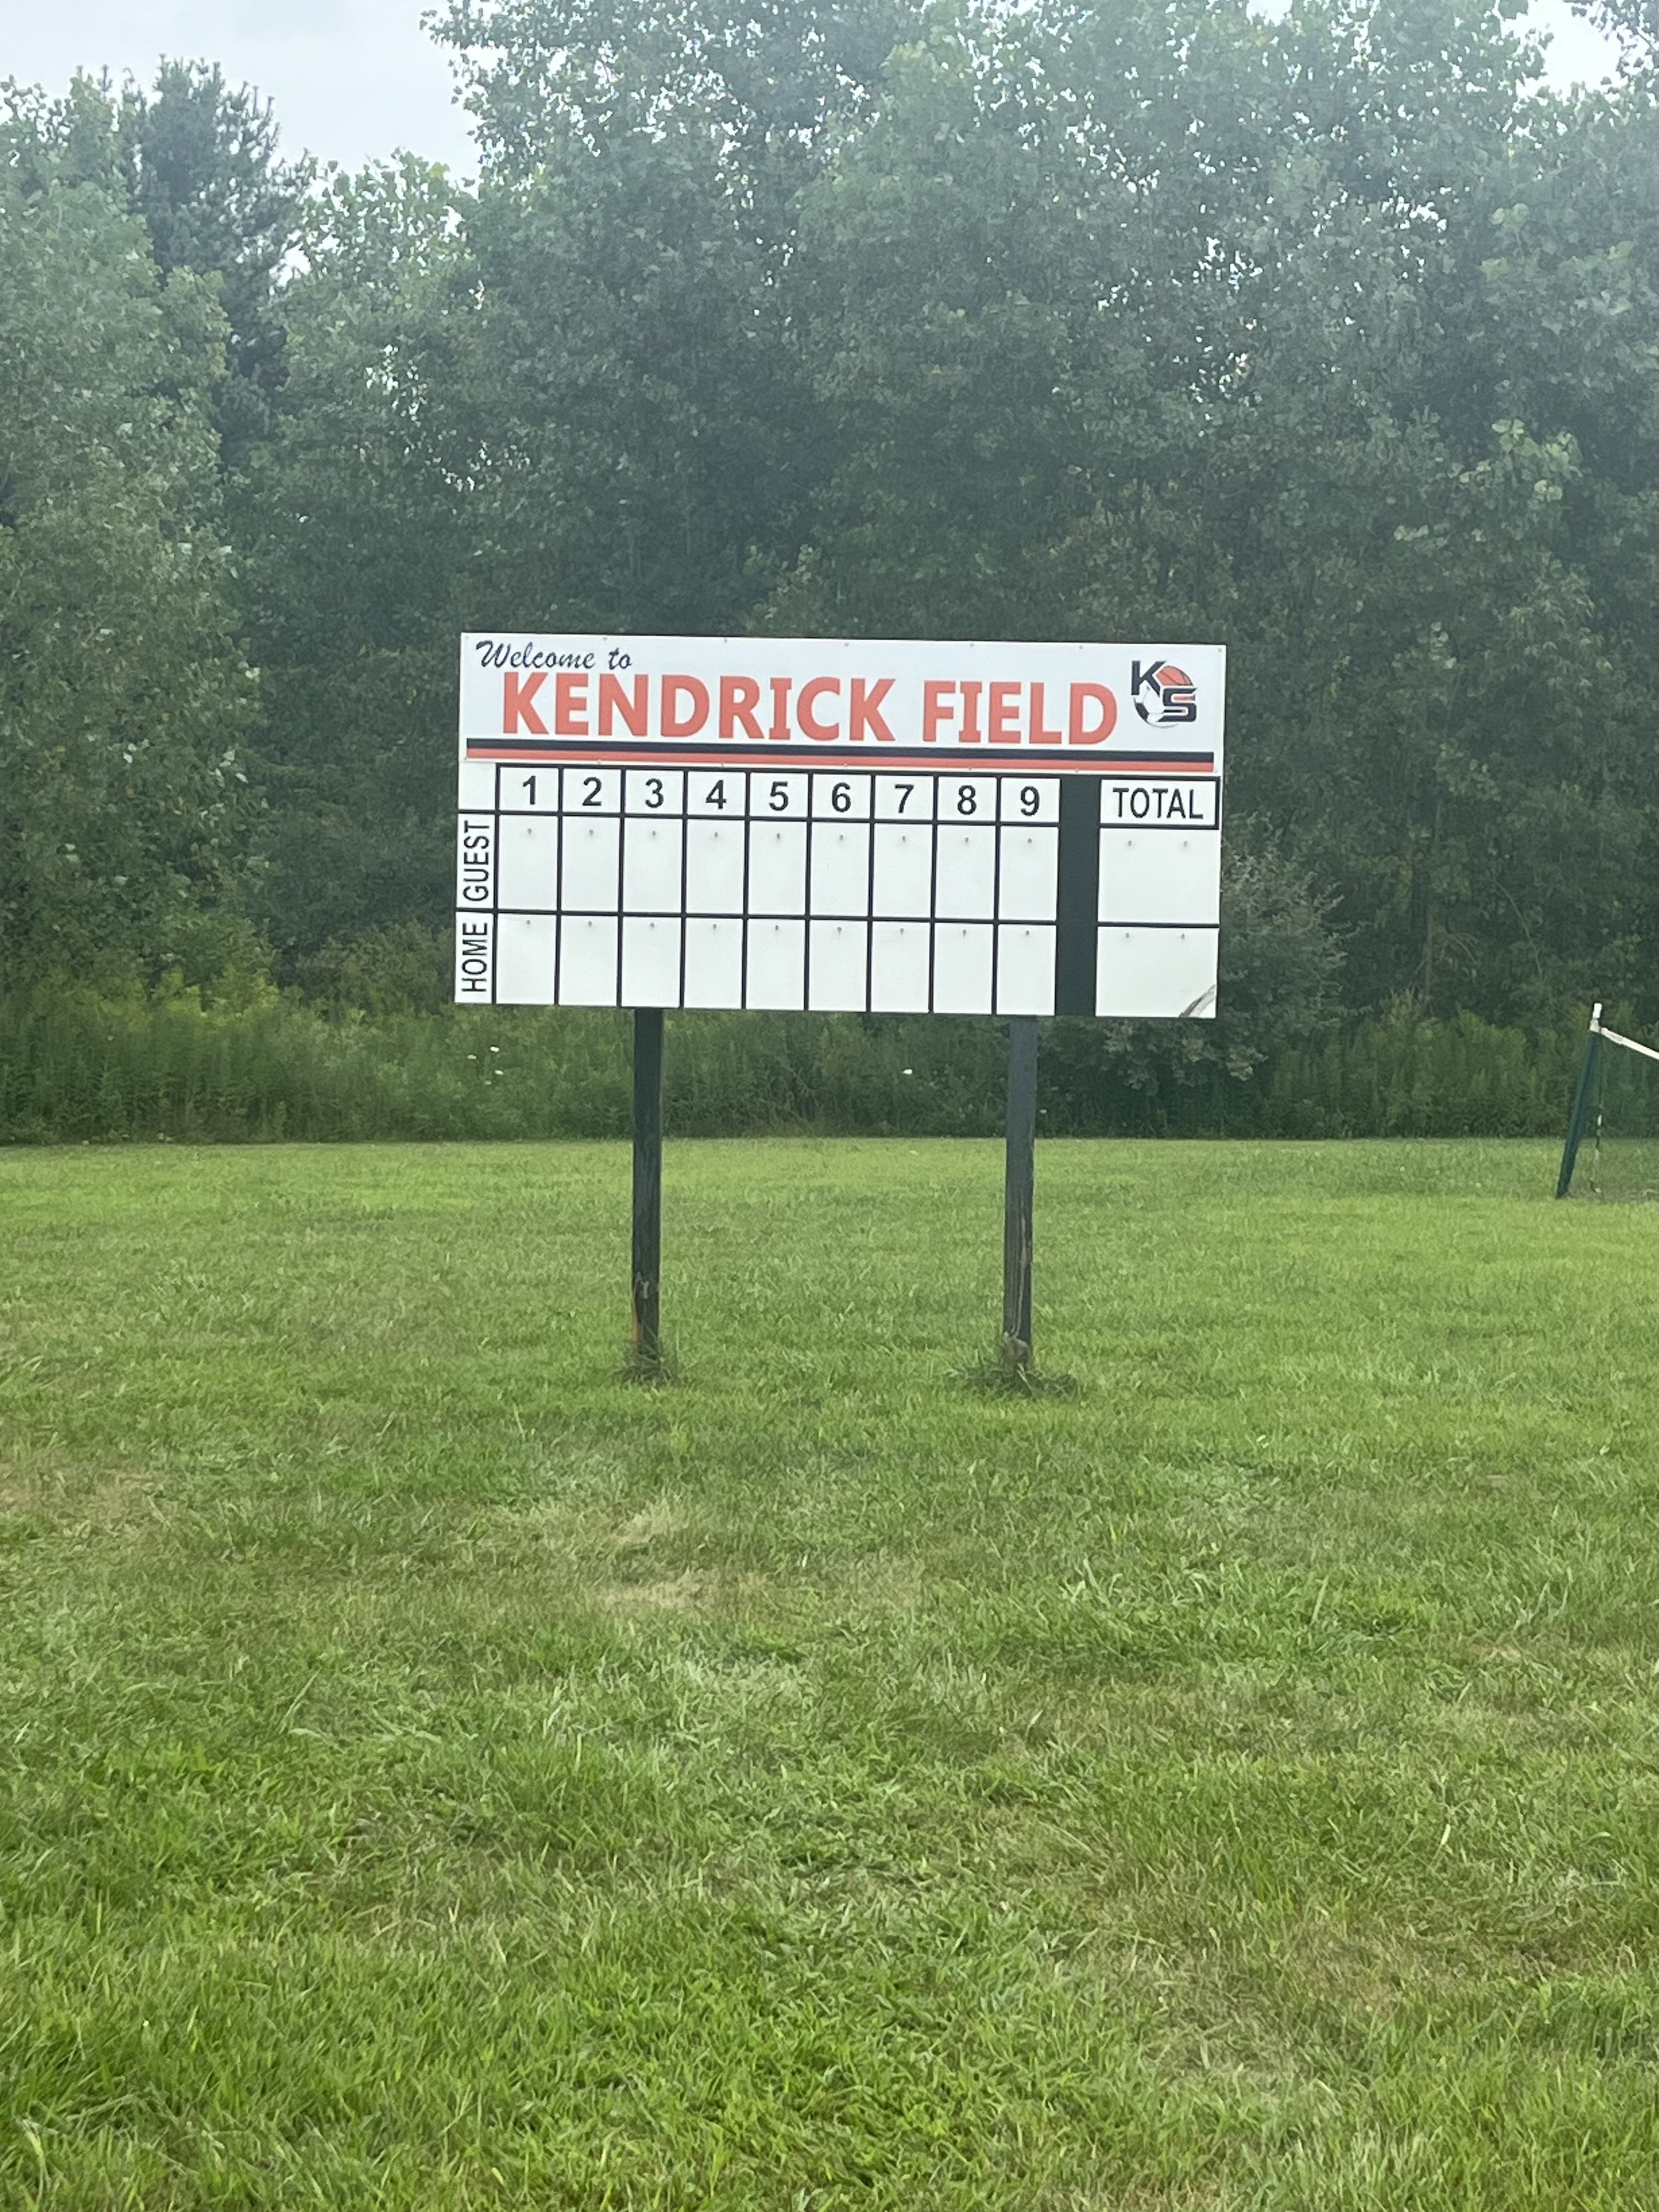 Welcome to
KENDRICK FIELD
KS
1 2 3 4 5 6 7 8 9 TOTAL
GUEST
HOME